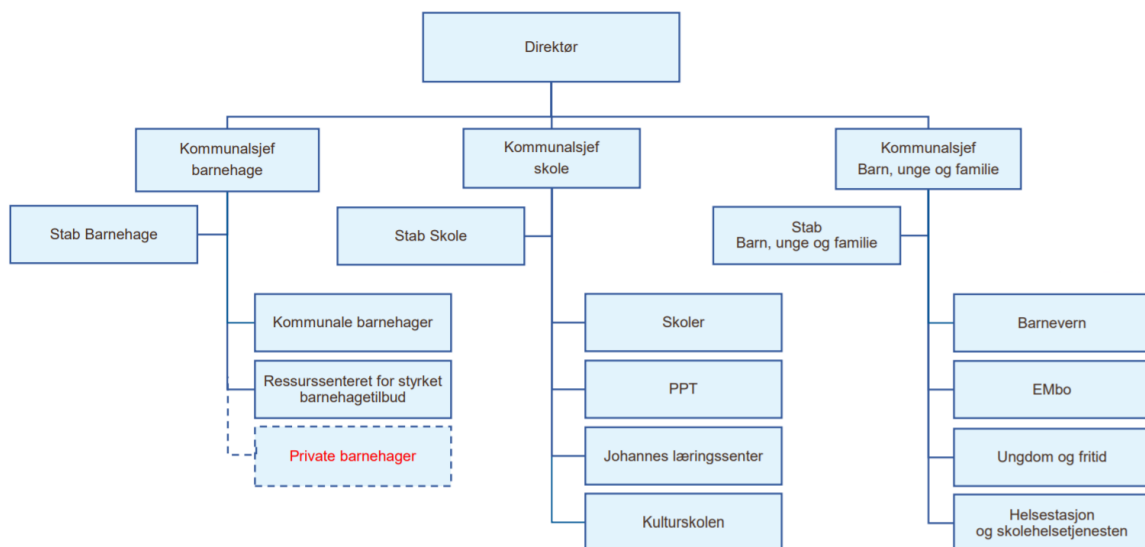 Direktør
Kommunalsjef
barnehage
Kommunalsjef
skole
Kommunalsjef
Barn, unge og familie
Stab Barnehage
Stab Skole
Stab
Barn, unge og familie
Kommunale barnehager
Ressurssenteret for styrket
barnehagetilbud
Private barnehager
Skoler
PPT
Johannes læringssenter
Kulturskolen
Barnevern
EMbo
Ungdom og fritid
Helsestasjon
og skolehelsetjenesten